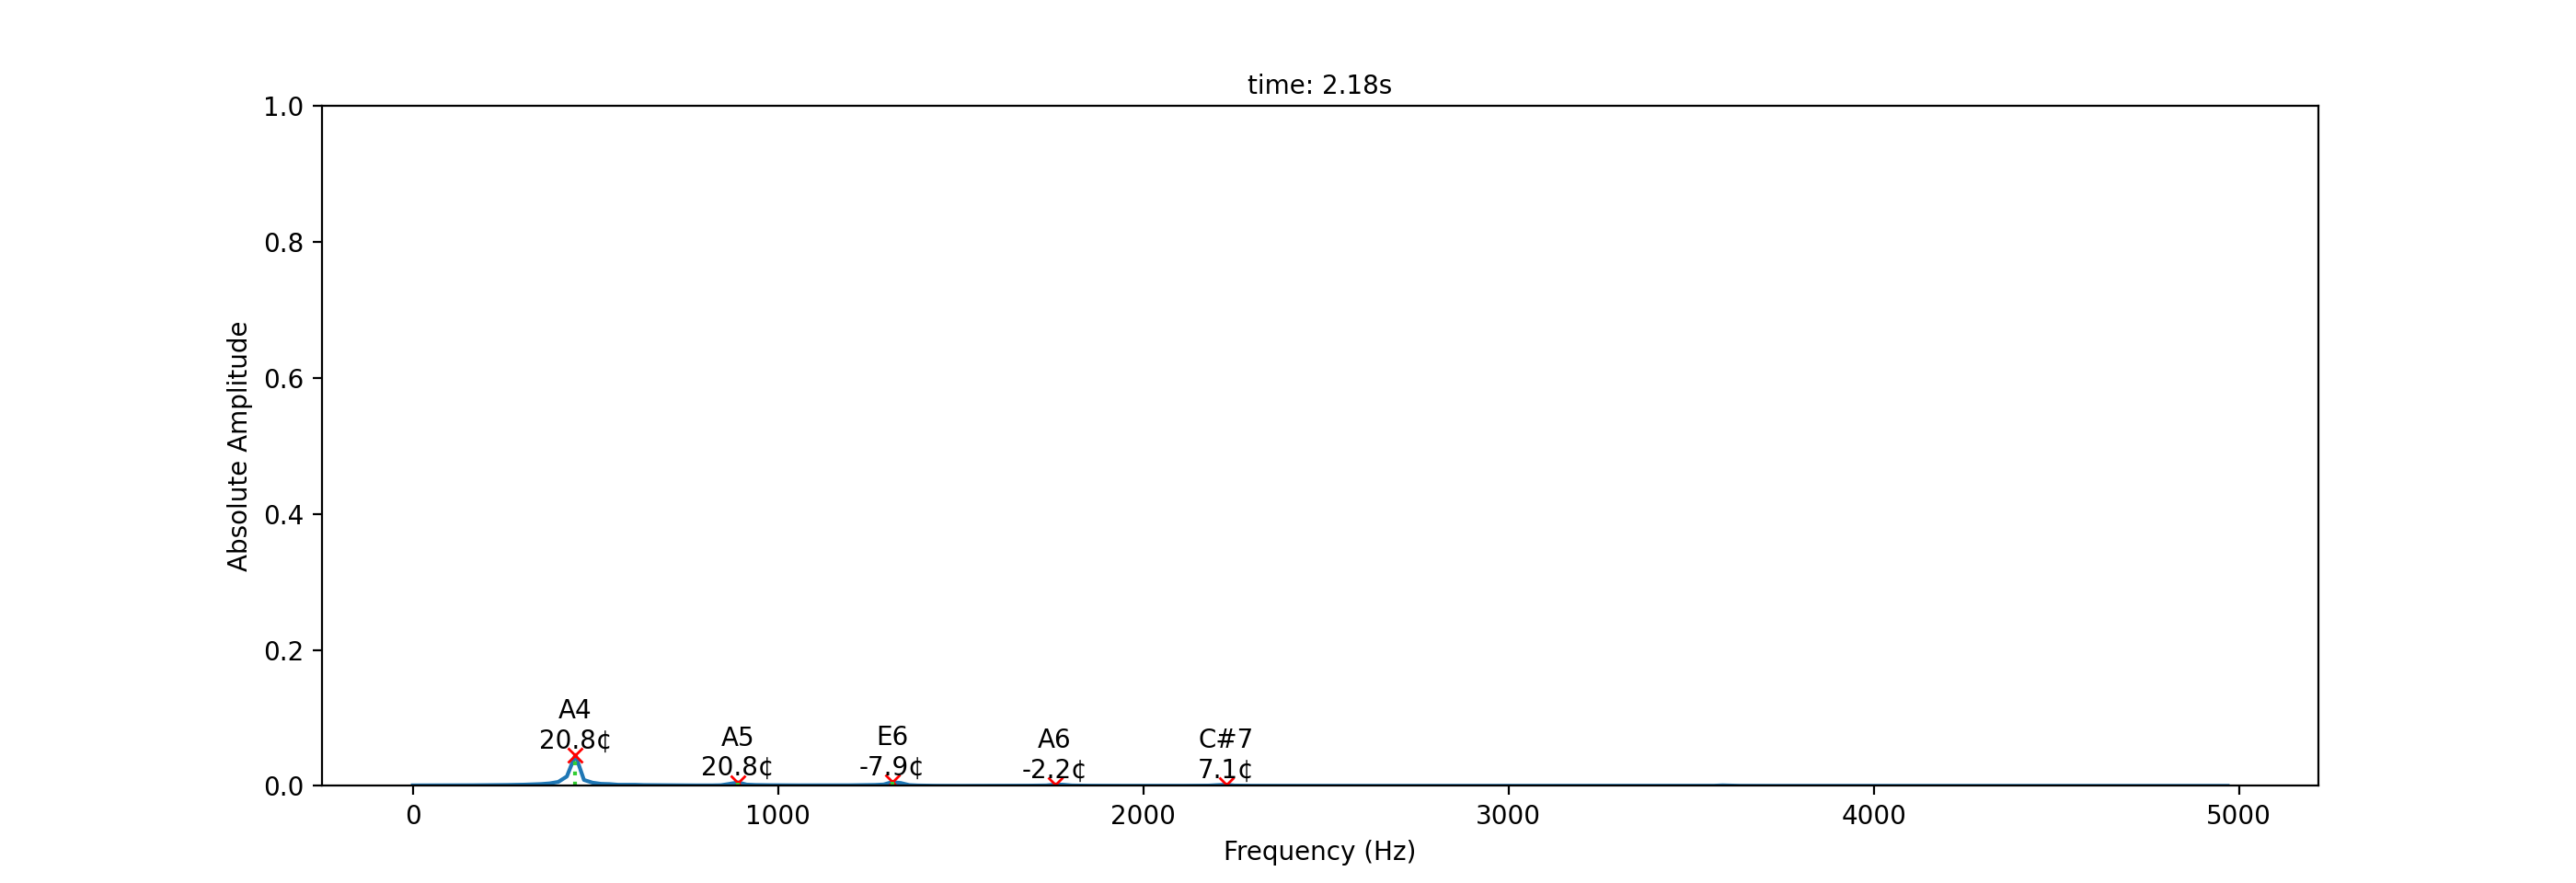 time: 2.18s
1.0
0.8
0.6
0.4
0.2
0.0
Absolute Amplitude
A4
20.8¢
A5
20.8¢
E6
-7.9¢
A6
-2.2¢
C#7
7.1¢
0 1000 2000 3000 4000 5000
Frequency (Hz)